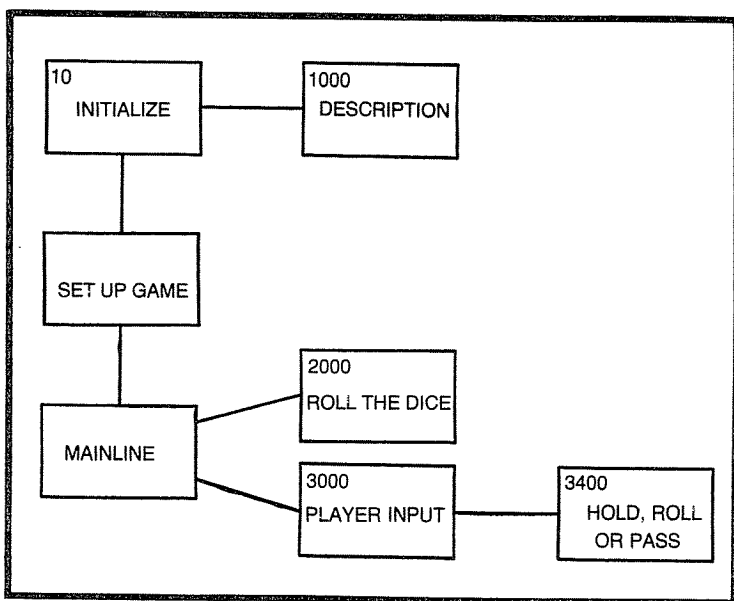 10
INITIALIZE
1000
DESCRIPTION
SET UP GAME
2000
ROLL THE DICE
MAINLINE
3000
PLAYER INPUT
3400
HOLD, ROLL
OR PASS